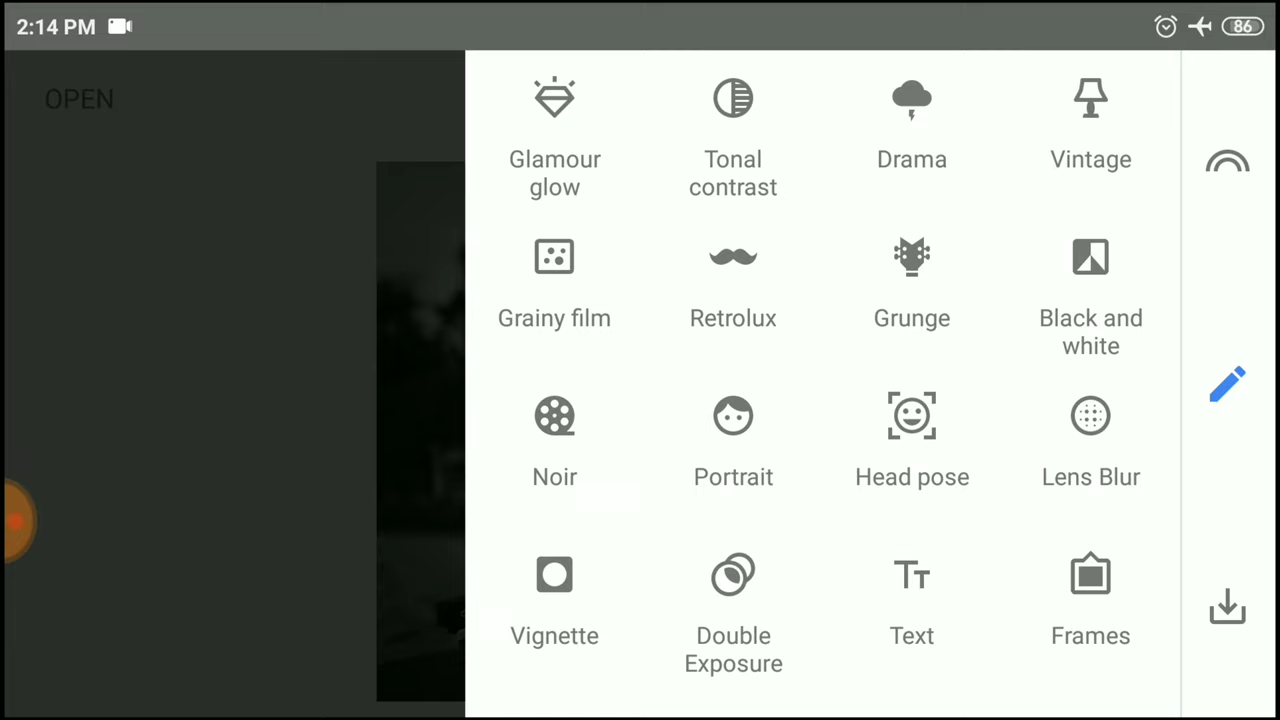 2:14 PM
86
OPEN
Glamour
glow
Tonal
contrast
Drama
Vintage
Grainy film
Retrolux
Grunge
Black and
white
Noir
Portrait
Head pose
Lens Blur
Vignette
Double
Exposure
Text
Frames